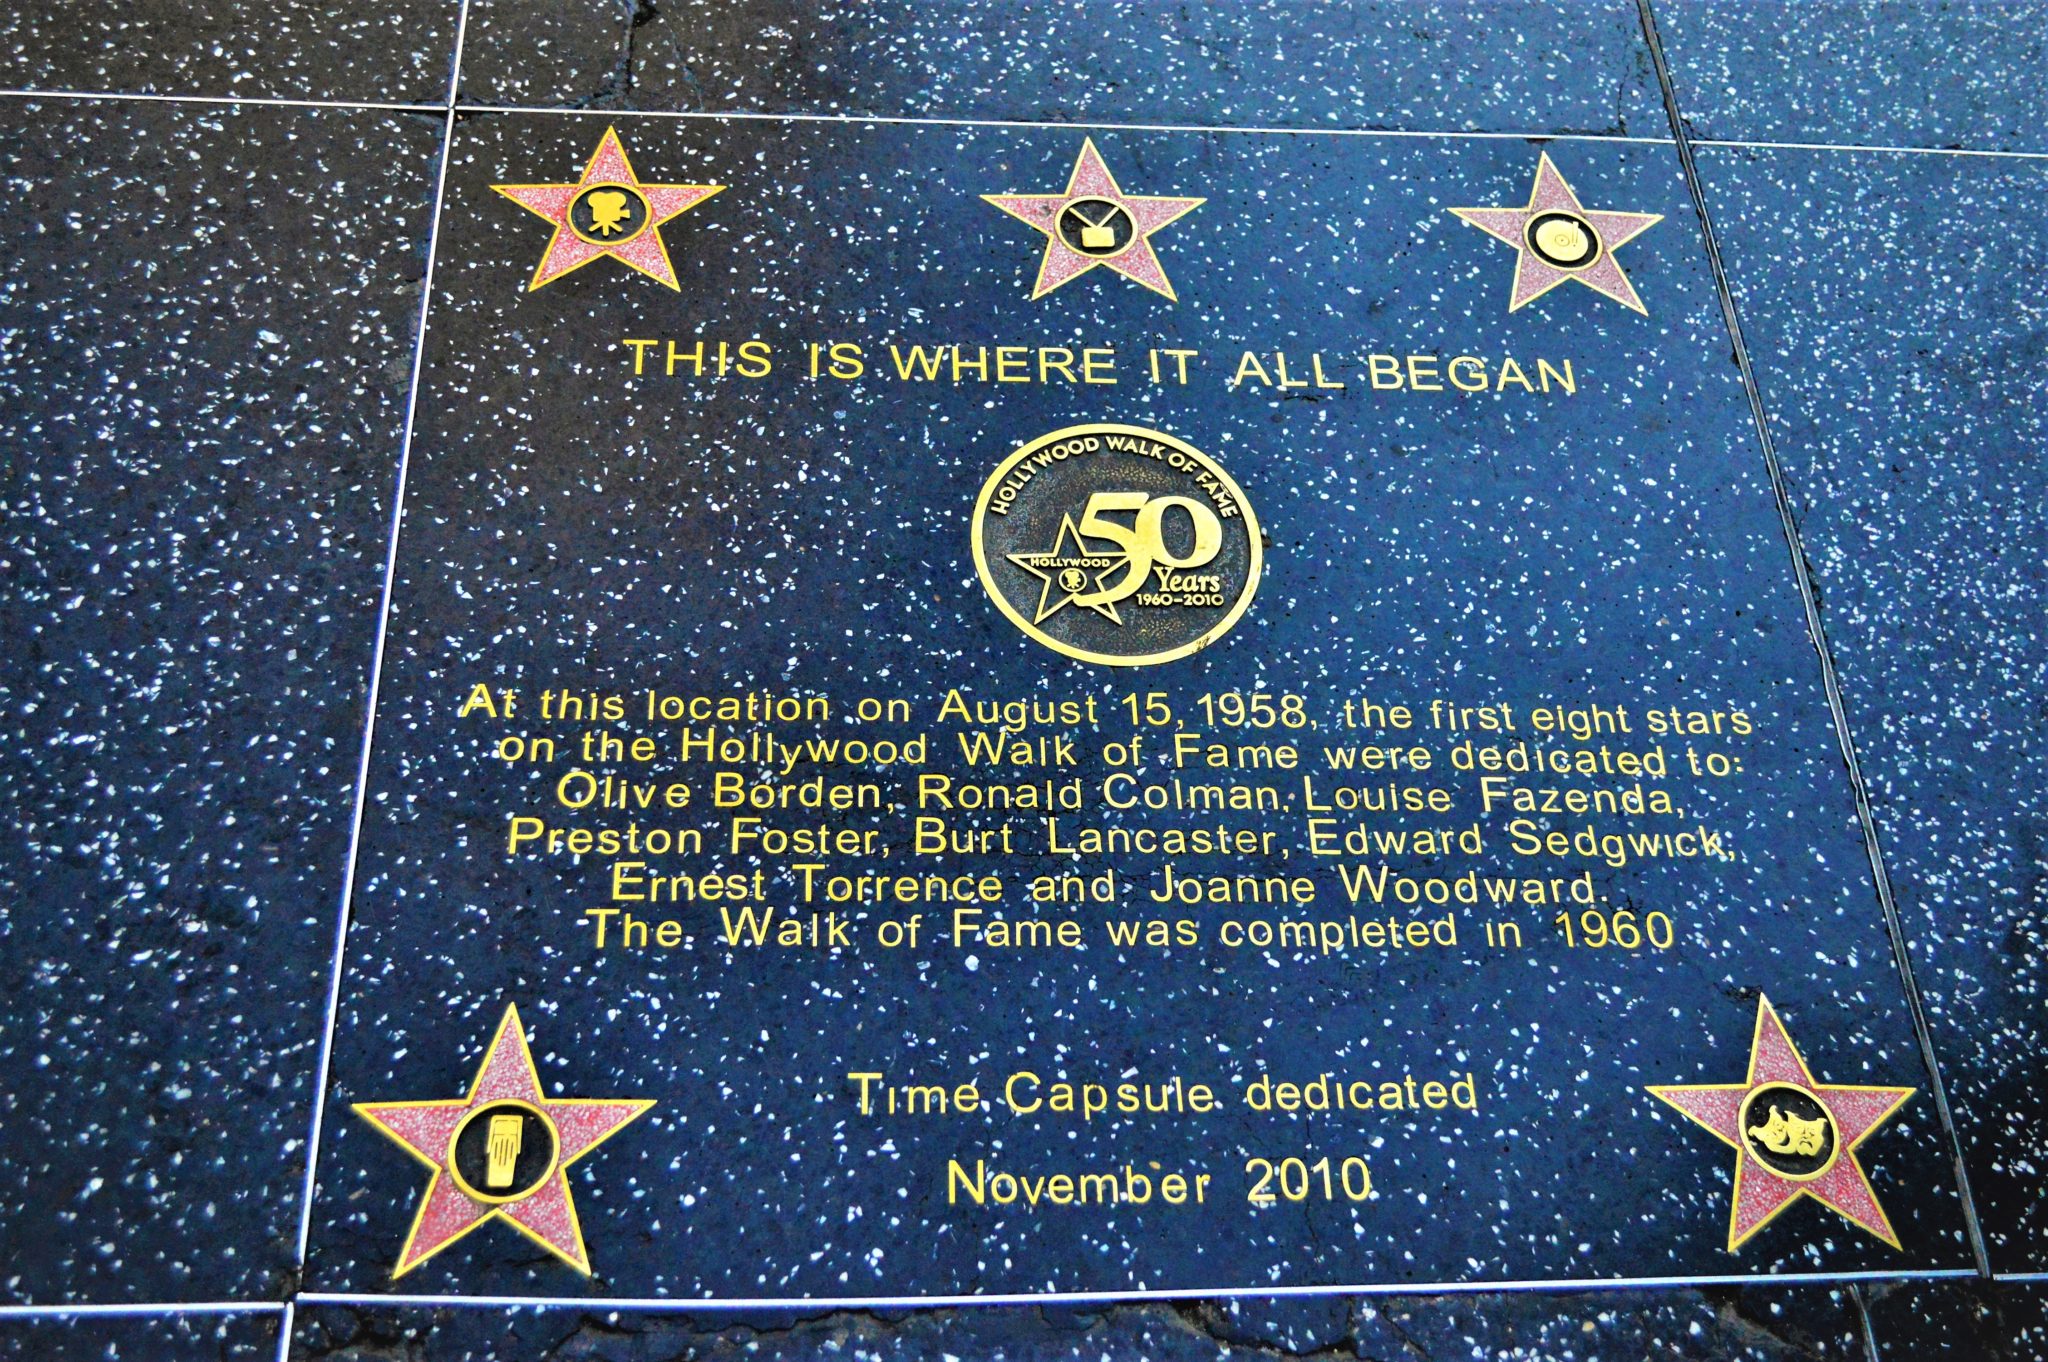 THIS IS WHERE IT ALL BEGAN
HOLLYWOOD WALK OF FAME
50
HOLLYWOOD
Years
1960-2010
At this location on August 15, 1958, the first eight stars
on the Hollywood Walk of Fame were dedicated to:
Olive Borden, Ronald Colman, Louise Fazenda,
Preston Foster, Burt Lancaster, Edward Sedgwick,
Ernest Torrence and Joanne Woodward.
The Walk of Fame was completed in 1960
Time Capsule dedicated
November 2010